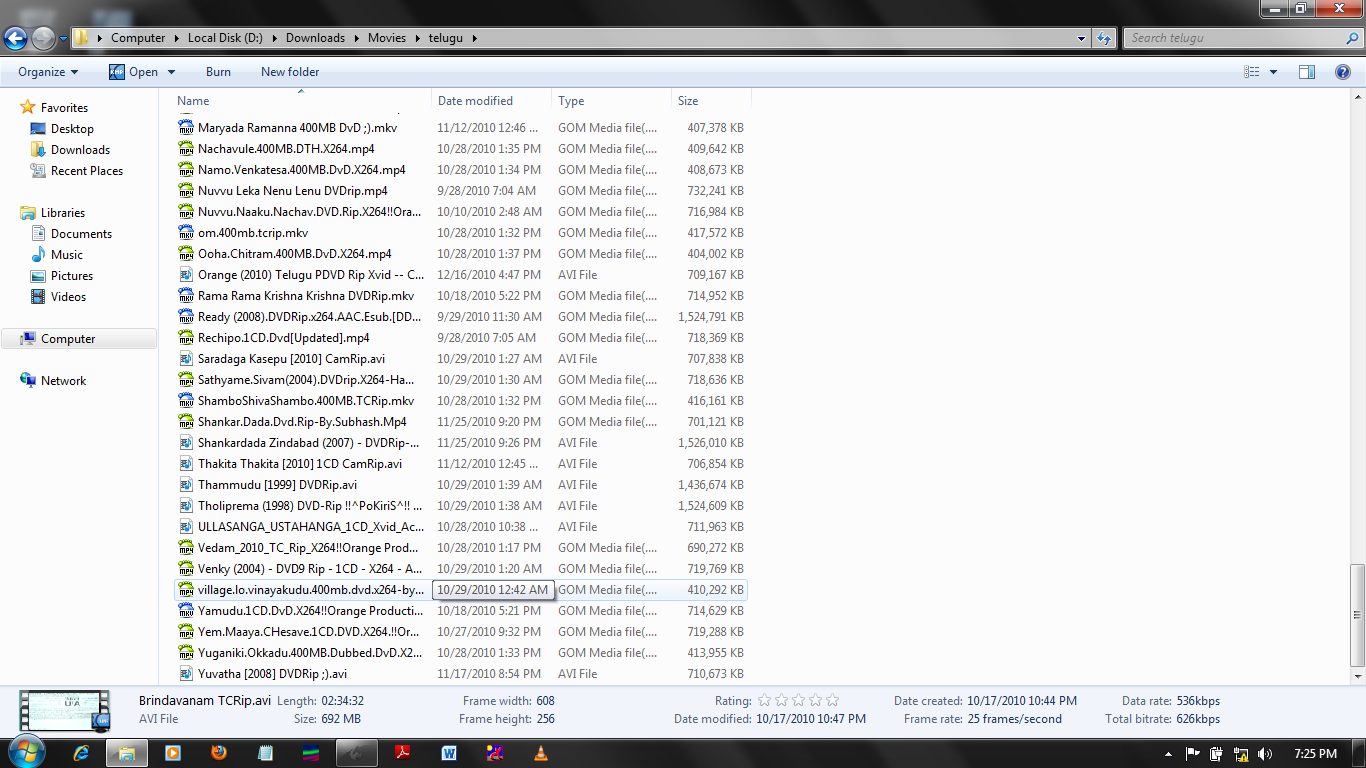 Computer Local Disk (D:) Downloads Movies telugu Search telugu
Organize Open Burn New folder
Name Date modified Type Size
Favorites
Desktop
Downloads
Recent Places
Libraries
Documents
Music
Pictures
Videos
Computer
Network
Maryada Ramanna 400MB DvD ;).mkv 11/12/2010 12:46 ... GOM Media file(.... 407,378 KB
Nachavule.400MB.DTH.X264.mp4 10/28/2010 1:35 PM GOM Media file(.... 409,642 KB
Namo.Venkatesa.400MB.DvD.X264.mp4 10/28/2010 1:34 PM GOM Media file(.... 408,673 KB
Nuvvu Leka Nenu Lenu DVDrip.mp4 9/28/2010 7:04 AM GOM Media file(.... 732,241 KB
Nuvvu.Naaku.Nachav.DVD.Rip.X264!!Ora... 10/10/2010 2:48 AM GOM Media file(.... 716,984 KB
om.400mb.tcrip.mkv 10/28/2010 1:32 PM GOM Media file(.... 417,572 KB
Ooha.Chitram.400MB.DvD.X264.mp4 10/28/2010 1:37 PM GOM Media file(.... 404,002 KB
Orange (2010) Telugu PDVD Rip Xvid -- C... 12/16/2010 4:47 PM AVI File 709,167 KB
Rama Rama Krishna Krishna DVDRip.mkv 10/18/2010 5:22 PM GOM Media file(.... 714,952 KB
Ready (2008).DVDRip.x264.AAC.Esub.[DD... 9/29/2010 11:30 AM GOM Media file(.... 1,524,791 KB
Rechipo.1CD.Dvd[Updated].mp4 9/28/2010 7:05 AM GOM Media file(.... 718,369 KB
Saradaga Kasepu [2010] CamRip.avi 10/29/2010 1:27 AM AVI File 707,838 KB
Sathyame.Sivam(2004).DVDrip.X264-Ha... 10/29/2010 1:30 AM GOM Media file(.... 718,636 KB
ShamboShivaShambo.400MB.TCRip.mkv 10/28/2010 1:32 PM GOM Media file(.... 416,161 KB
Shankar.Dada.Dvd.Rip-By.Subhash.Mp4 11/25/2010 9:20 PM GOM Media file(.... 701,121 KB
Shankardada Zindabad (2007) - DVDRip-... 11/25/2010 9:26 PM AVI File 1,526,010 KB
Thakita Thakita [2010] 1CD CamRip.avi 11/12/2010 12:45 ... AVI File 706,854 KB
Thammudu [1999] DVDRip.avi 10/29/2010 1:39 AM AVI File 1,436,674 KB
Tholiprema (1998) DVD-Rip !!^PoKiriS^!! ... 10/29/2010 1:38 AM AVI File 1,524,609 KB
ULLASANGA_USTAHANGA_1CD_Xvid_Ac... 10/28/2010 10:38 ... AVI File 711,963 KB
Vedam_2010_TC_Rip_X264!!Orange Prod... 10/28/2010 1:17 PM GOM Media file(.... 690,272 KB
Venky (2004) - DVD9 Rip - 1CD - X264 - A... 10/29/2010 1:20 AM GOM Media file(.... 719,769 KB
village.lo.vinayakudu.400mb.dvd.x264-by... 10/29/2010 12:42 AM GOM Media file(.... 410,292 KB
Yamudu.1CD.DvD.X264!!Orange Producti... 10/18/2010 5:21 PM GOM Media file(.... 714,629 KB
Yem.Maaya.CHesave.1CD.DVD.X264.!!Or... 10/27/2010 9:32 PM GOM Media file(.... 719,288 KB
Yuganiki.Okkadu.400MB.Dubbed.DvD.X2... 10/28/2010 1:33 PM GOM Media file(.... 413,955 KB
Yuvatha [2008] DVDRip ;).avi 11/17/2010 8:54 PM AVI File 710,673 KB
Brindavanam TCRip.avi Length: 02:34:32 Frame width: 608 Rating: Date created: 10/17/2010 10:44 PM Data rate: 536kbps
AVI File Size: 692 MB Frame height: 256 Date modified: 10/17/2010 10:47 PM Frame rate: 25 frames/second Total bitrate: 626kbps
7:25 PM